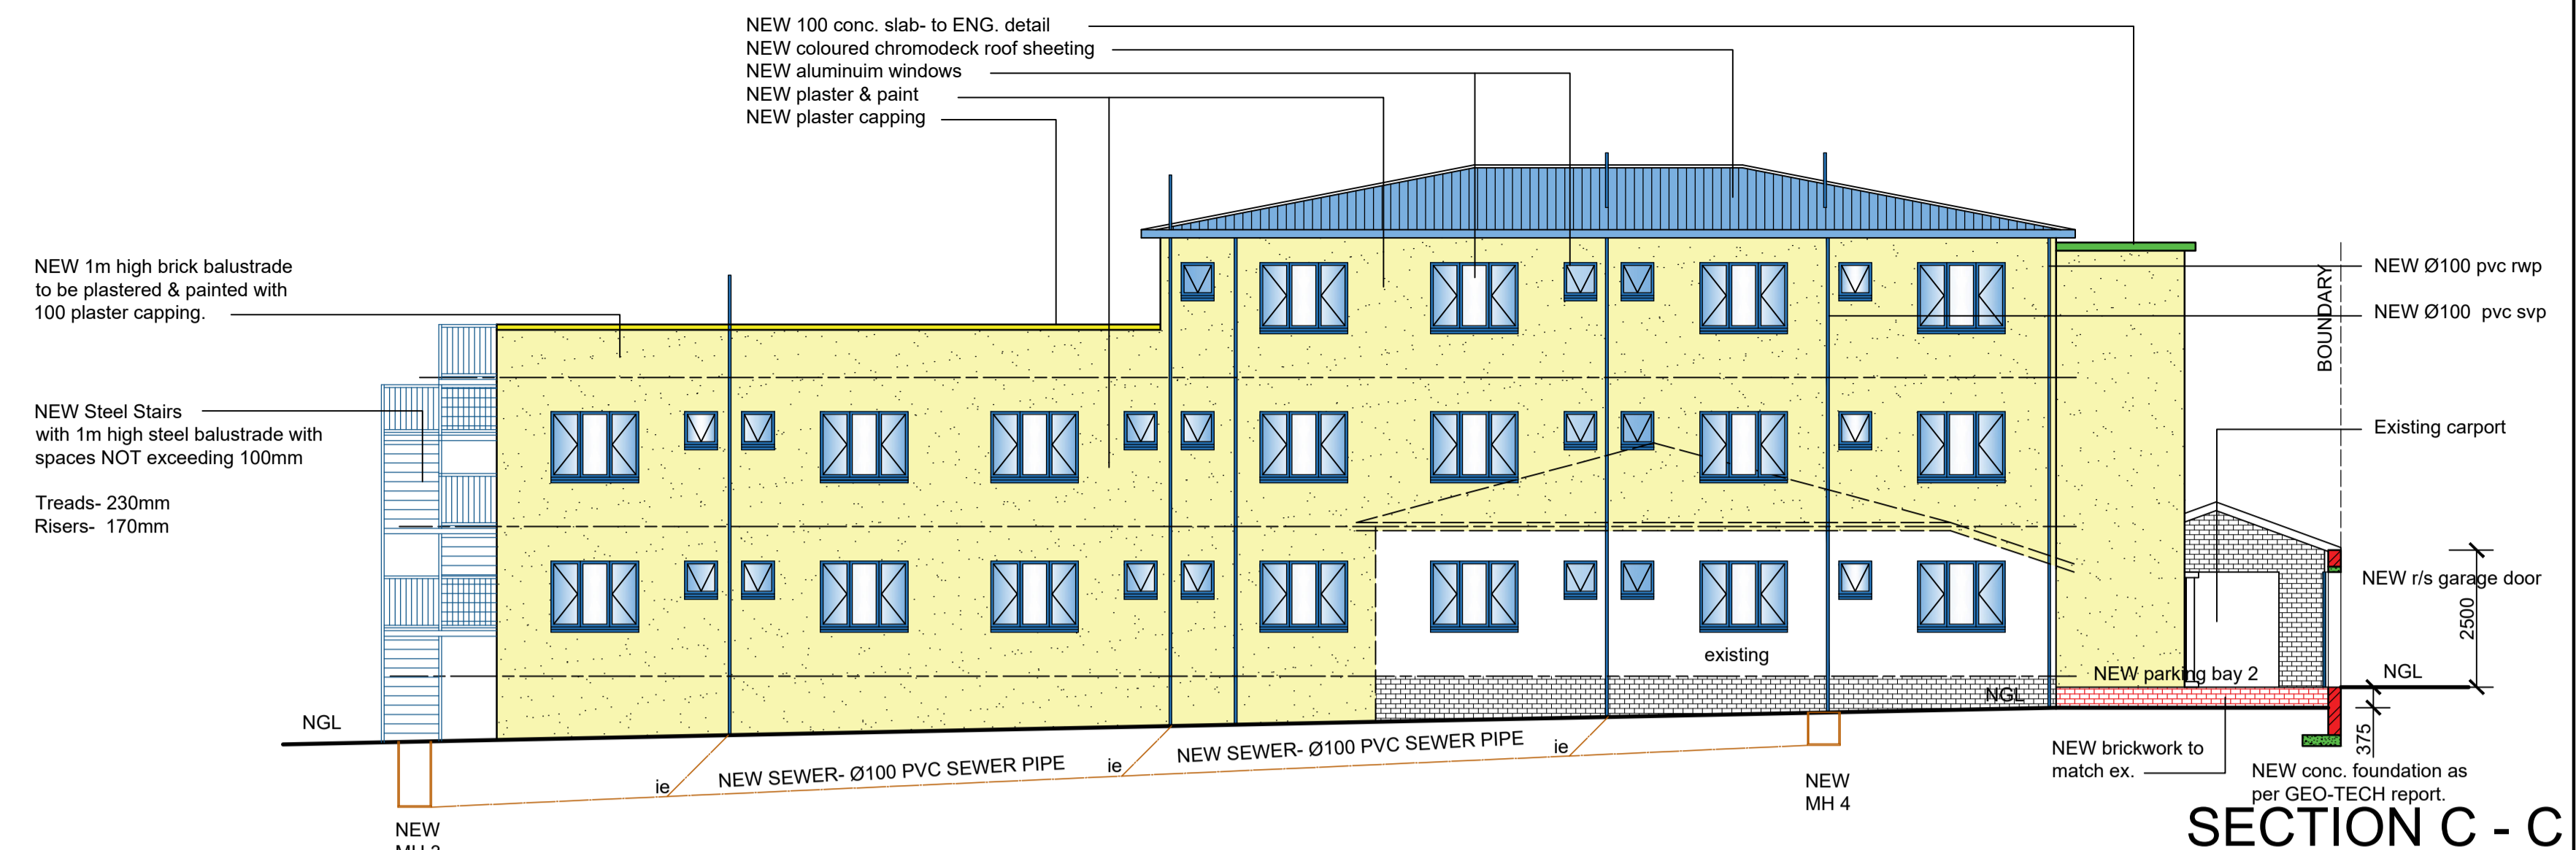 NEW 100 conc. slab- to ENG. detail
NEW coloured chromodeck roof sheeting
NEW aluminuim windows
NEW plaster & paint
NEW plaster capping
NEW 1m high brick balustrade
to be plastered & painted with
100 plaster capping.
NEW Steel Stairs
with 1m high steel balustrade with
spaces NOT exceeding 100mm
Treads- 230mm
Risers- 170mm
NGL
BOUNDARY
NEW Ø100 pvc rwp
NEW Ø100 pvc svp
Existing carport
NEW r/s garage door
2500
NGL
existing
NEW parking bay 2
NGL
375
NEW brickwork to
match ex.
NEW conc. foundation as
per GEO-TECH report.
ie
NEW SEWER- Ø100 PVC SEWER PIPE
ie
NEW SEWER- Ø100 PVC SEWER PIPE
ie
NEW
MH 4
NEW
SECTION C - C